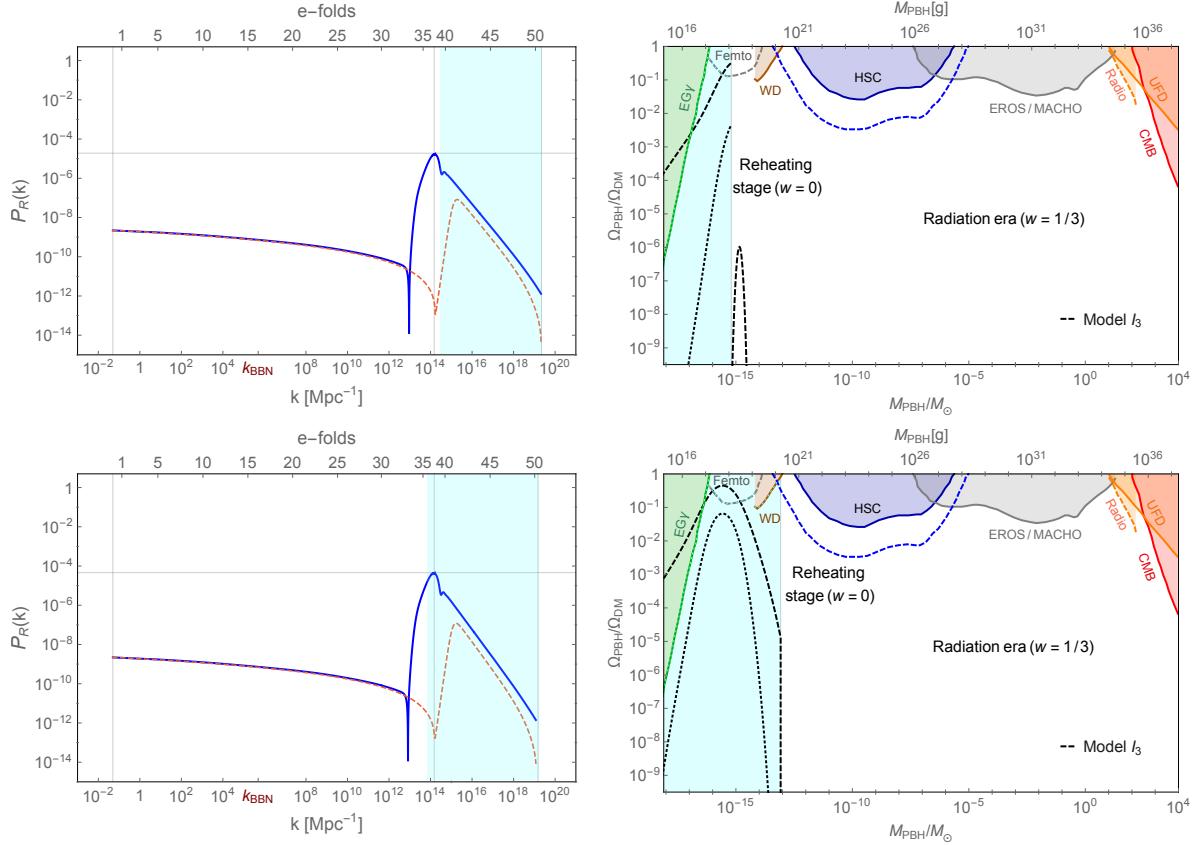 e-folds
1 5 10 15 20 25 30 35 40 45 50
P_R(k)
1
10^−2
10^−4
10^−6
10^−8
10^−10
10^−12
10^−14
10^−2 1 10^2 10^4 10^6 10^8 10^10 10^12 10^14 10^16 10^18 10^20
k_BBN
k [Mpc^−1]
M_PBH[g]
10^16 10^21 10^26 10^31 10^36
Ω_PBH/Ω_DM
1
10^−1
10^−2
10^−3
10^−4
10^−5
10^−6
10^−7
10^−8
10^−9
EGγ
Femto
WD
HSC
EROS / MACHO
Radio
UFD
CMB
Reheating
stage (w = 0)
Radiation era (w = 1/3)
Model I_3
10^−15 10^−10 10^−5 10^0 10^4
M_PBH/M_⊙
e-folds
1 5 10 15 20 25 30 35 40 45 50
P_R(k)
1
10^−2
10^−4
10^−6
10^−8
10^−10
10^−12
10^−14
10^−2 1 10^2 10^4 10^6 10^8 10^10 10^12 10^14 10^16 10^18 10^20
k_BBN
k [Mpc^−1]
M_PBH[g]
10^16 10^21 10^26 10^31 10^36
Ω_PBH/Ω_DM
1
10^−1
10^−2
10^−3
10^−4
10^−5
10^−6
10^−7
10^−8
10^−9
EGγ
Femto
WD
HSC
EROS / MACHO
Radio
UFD
CMB
Reheating
stage (w = 0)
Radiation era (w = 1/3)
Model I_3
10^−15 10^−10 10^−5 10^0 10^4
M_PBH/M_⊙